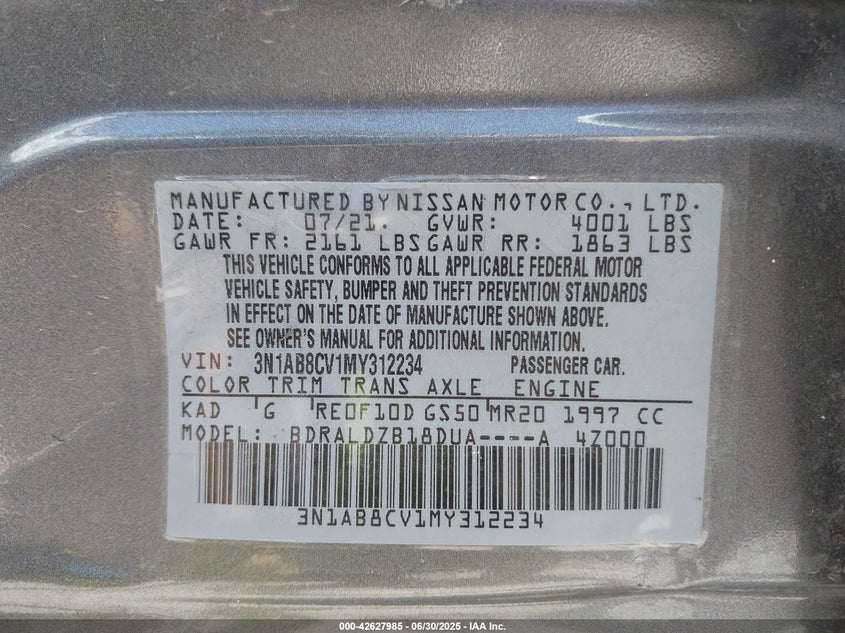 MANUFACTURED BY NISSAN MOTOR CO., LTD.
DATE: 07/21. GVWR: 4001 LBS
GAWR FR: 2161 LBS GAWR RR: 1863 LBS
THIS VEHICLE CONFORMS TO ALL APPLICABLE FEDERAL MOTOR
VEHICLE SAFETY, BUMPER AND THEFT PREVENTION STANDARDS
IN EFFECT ON THE DATE OF MANUFACTURE SHOWN ABOVE.
SEE OWNER'S MANUAL FOR ADDITIONAL INFORMATION.
VIN: 3N1AB8CV1MY312234 PASSENGER CAR.
COLOR TRIM TRANS AXLE ENGINE
KAD G RE0F10D GS50 MR20 1997 CC
MODEL: BDRALDZB18DUA----A 4Z000
3N1AB8CV1MY312234
000-42627985 - 06/30/2025 - IAA Inc.